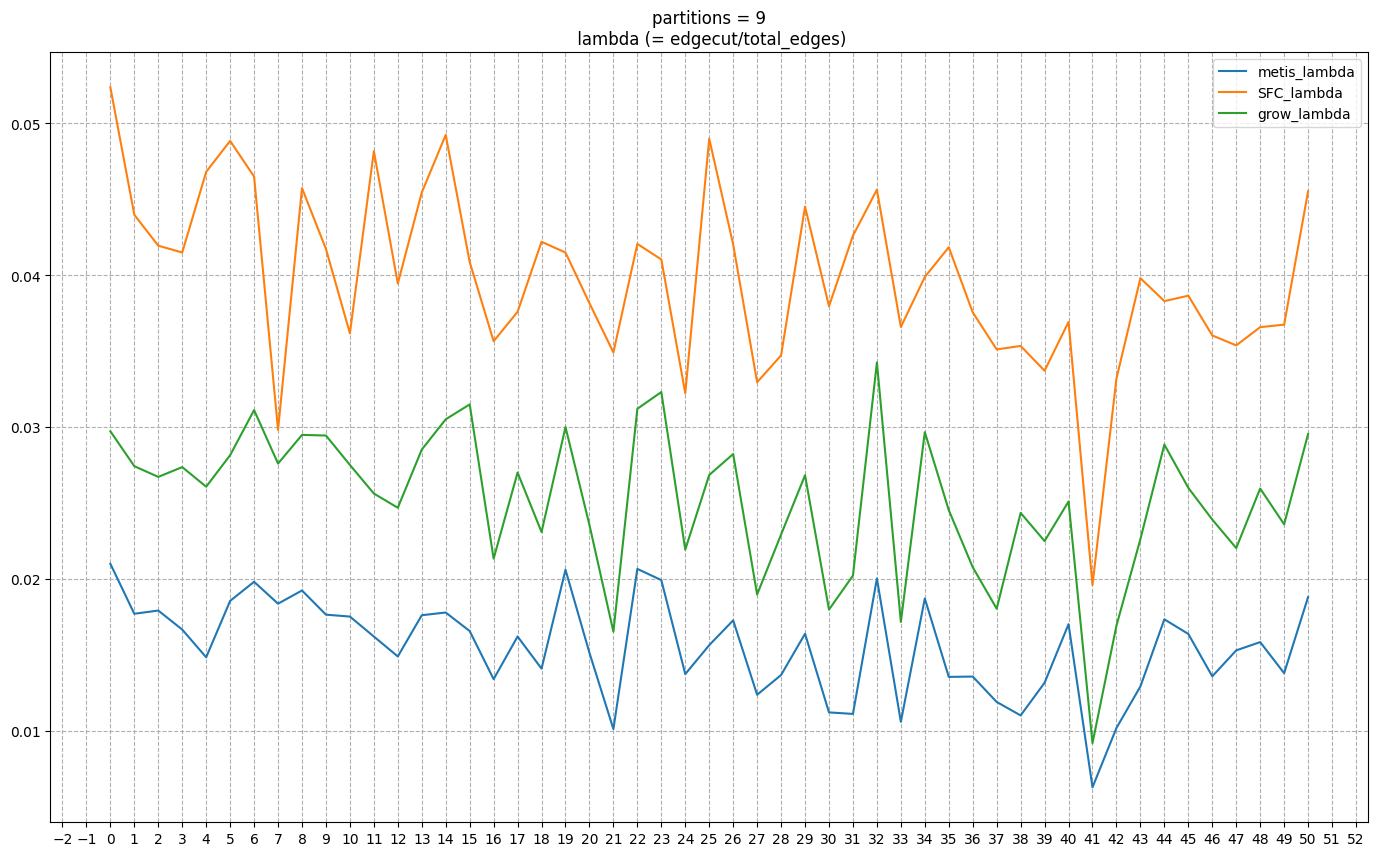 partitions = 9
lambda (= edgecut/total_edges)
metis_lambda
SFC_lambda
grow_lambda
0.05
0.04
0.03
0.02
0.01
−2 −1 0 1 2 3 4 5 6 7 8 9 10 11 12 13 14 15 16 17 18 19 20 21 22 23 24 25 26 27 28 29 30 31 32 33 34 35 36 37 38 39 40 41 42 43 44 45 46 47 48 49 50 51 52